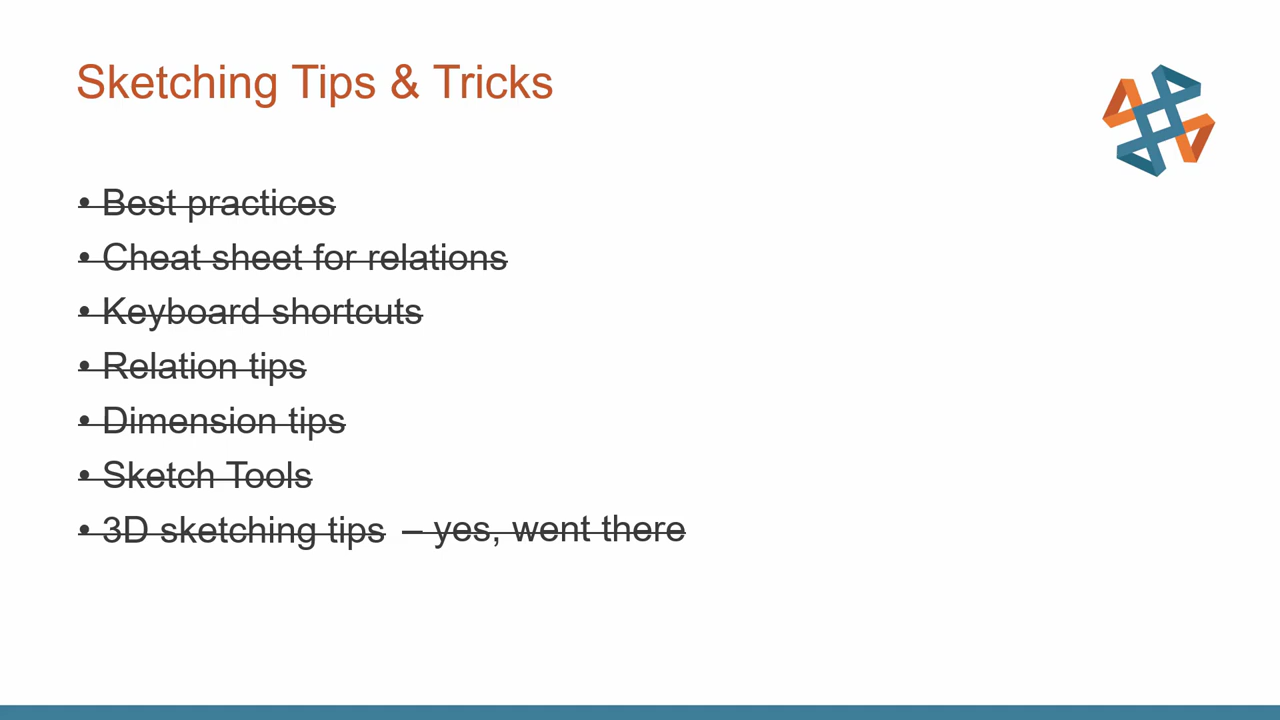 Sketching Tips & Tricks
• Best practices
• Cheat sheet for relations
• Keyboard shortcuts
• Relation tips
• Dimension tips
• Sketch Tools
• 3D sketching tips – yes, went there